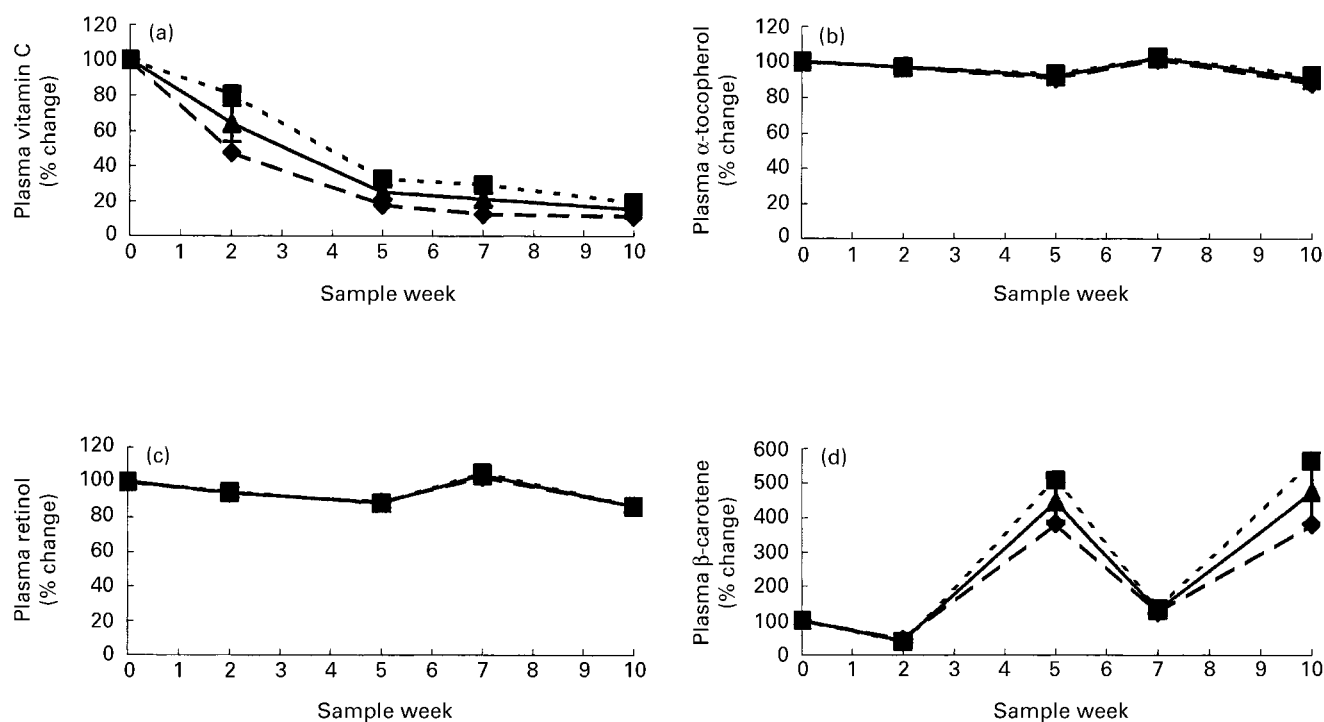 (a)
Plasma vitamin C
(% change)
120
100
80
60
40
20
0
0 1 2 3 4 5 6 7 8 9 10
Sample week
(b)
Plasma α-tocopherol
(% change)
120
100
80
60
40
20
0
0 1 2 3 4 5 6 7 8 9 10
Sample week
(c)
Plasma retinol
(% change)
120
100
80
60
40
20
0
0 1 2 3 4 5 6 7 8 9 10
Sample week
(d)
Plasma β-carotene
(% change)
600
500
400
300
200
100
0
0 1 2 3 4 5 6 7 8 9 10
Sample week